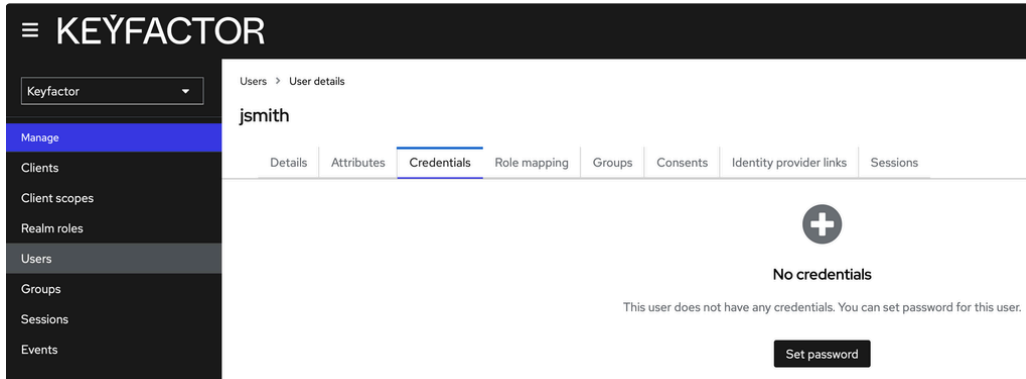 KEYFACTOR
Keyfactor
Manage
Clients
Client scopes
Realm roles
Users
Groups
Sessions
Events
Users > User details
jsmith
Details Attributes Credentials Role mapping Groups Consents Identity provider links Sessions
No credentials
This user does not have any credentials. You can set password for this user.
Set password